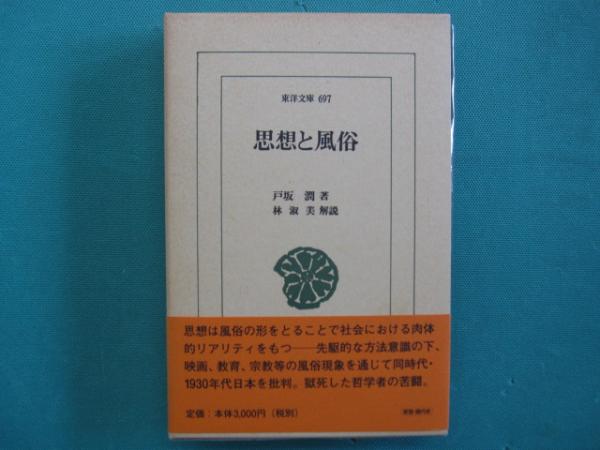 東洋文庫 697
思想と風俗
戸坂 潤 著
林 淑 美 解説
思想は風俗の形をとることで社会における肉体
的リアリティをもつ──先駆的な方法意識の下、
映画、教育、宗教等の風俗現象を通じて同時代・
1930年代日本を批判。獄死した哲学者の苦闘。
定価：本体3,000円（税別）